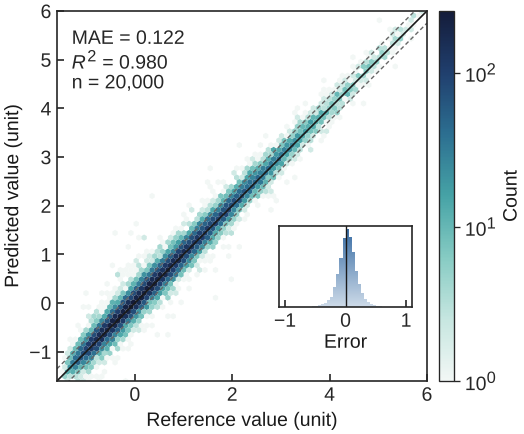 MAE = 0.122
R² = 0.980
n = 20,000
6
5
4
3
2
1
0
−1
Predicted value (unit)
0
2
4
6
Reference value (unit)
−1
0
1
Error
10²
10¹
10⁰
Count